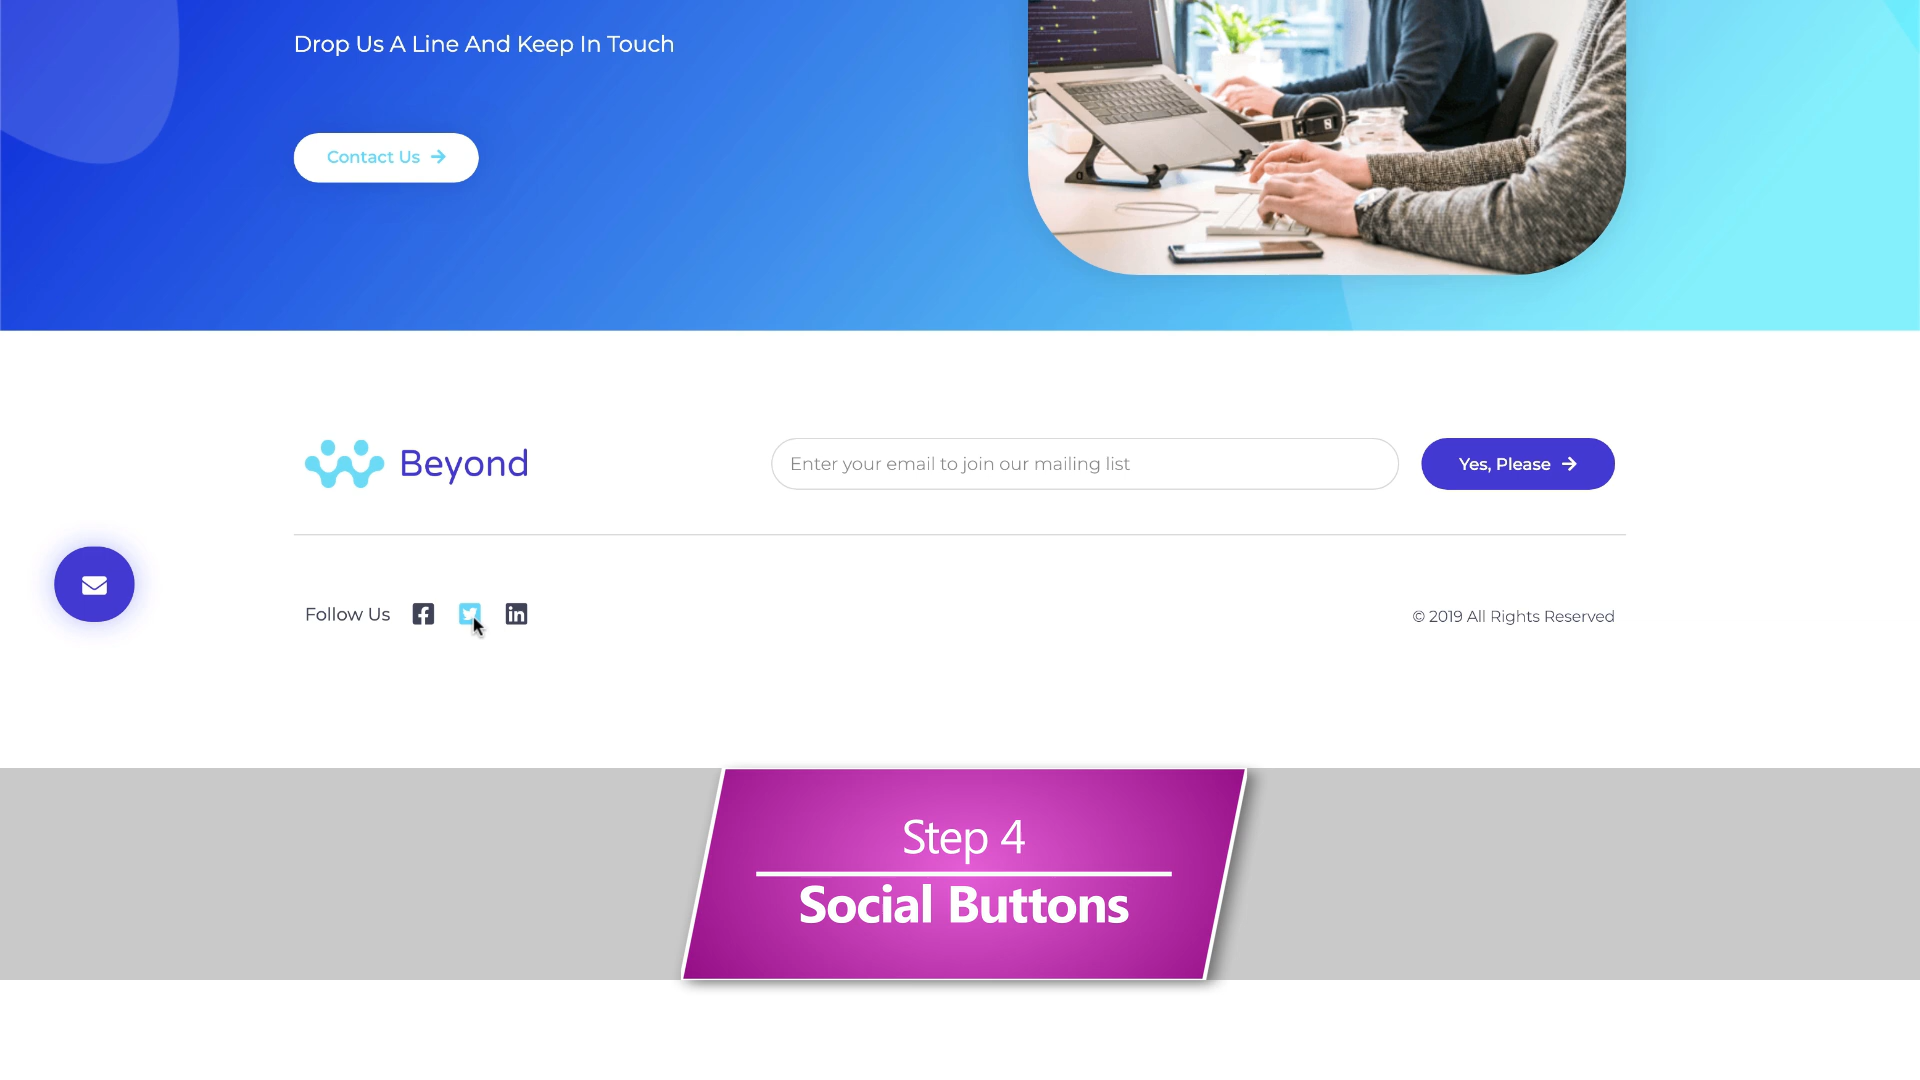 Drop Us A Line And Keep In Touch
Contact Us
Beyond
Enter your email to join our mailing list
Yes, Please
Follow Us
© 2019 All Rights Reserved
Step 4
Social Buttons